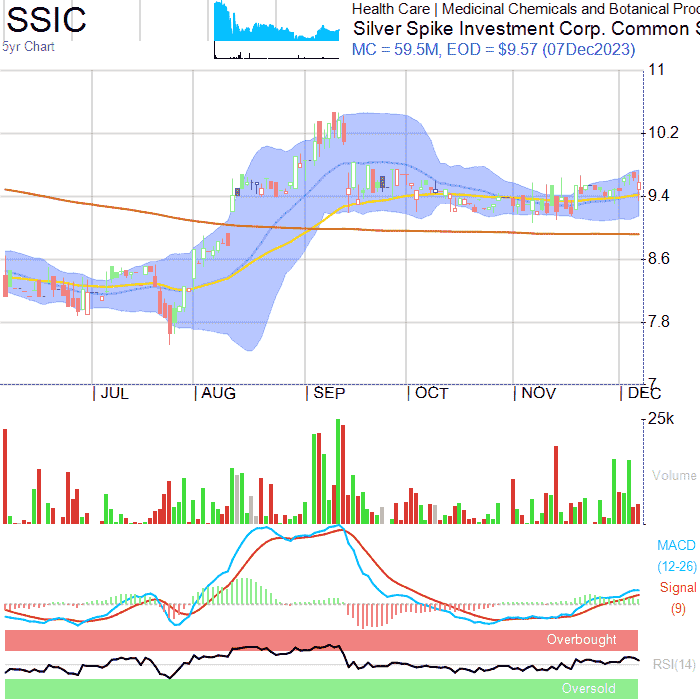 SSIC
5yr Chart
Health Care | Medicinal Chemicals and Botanical Pro
Silver Spike Investment Corp. Common S
MC = 59.5M, EOD = $9.57 (07Dec2023)
11
10.2
9.4
8.6
7.8
7
JUL AUG SEP OCT NOV DEC
25k
Volume
MACD
(12-26)
Signal
(9)
Overbought
RSI(14)
Oversold